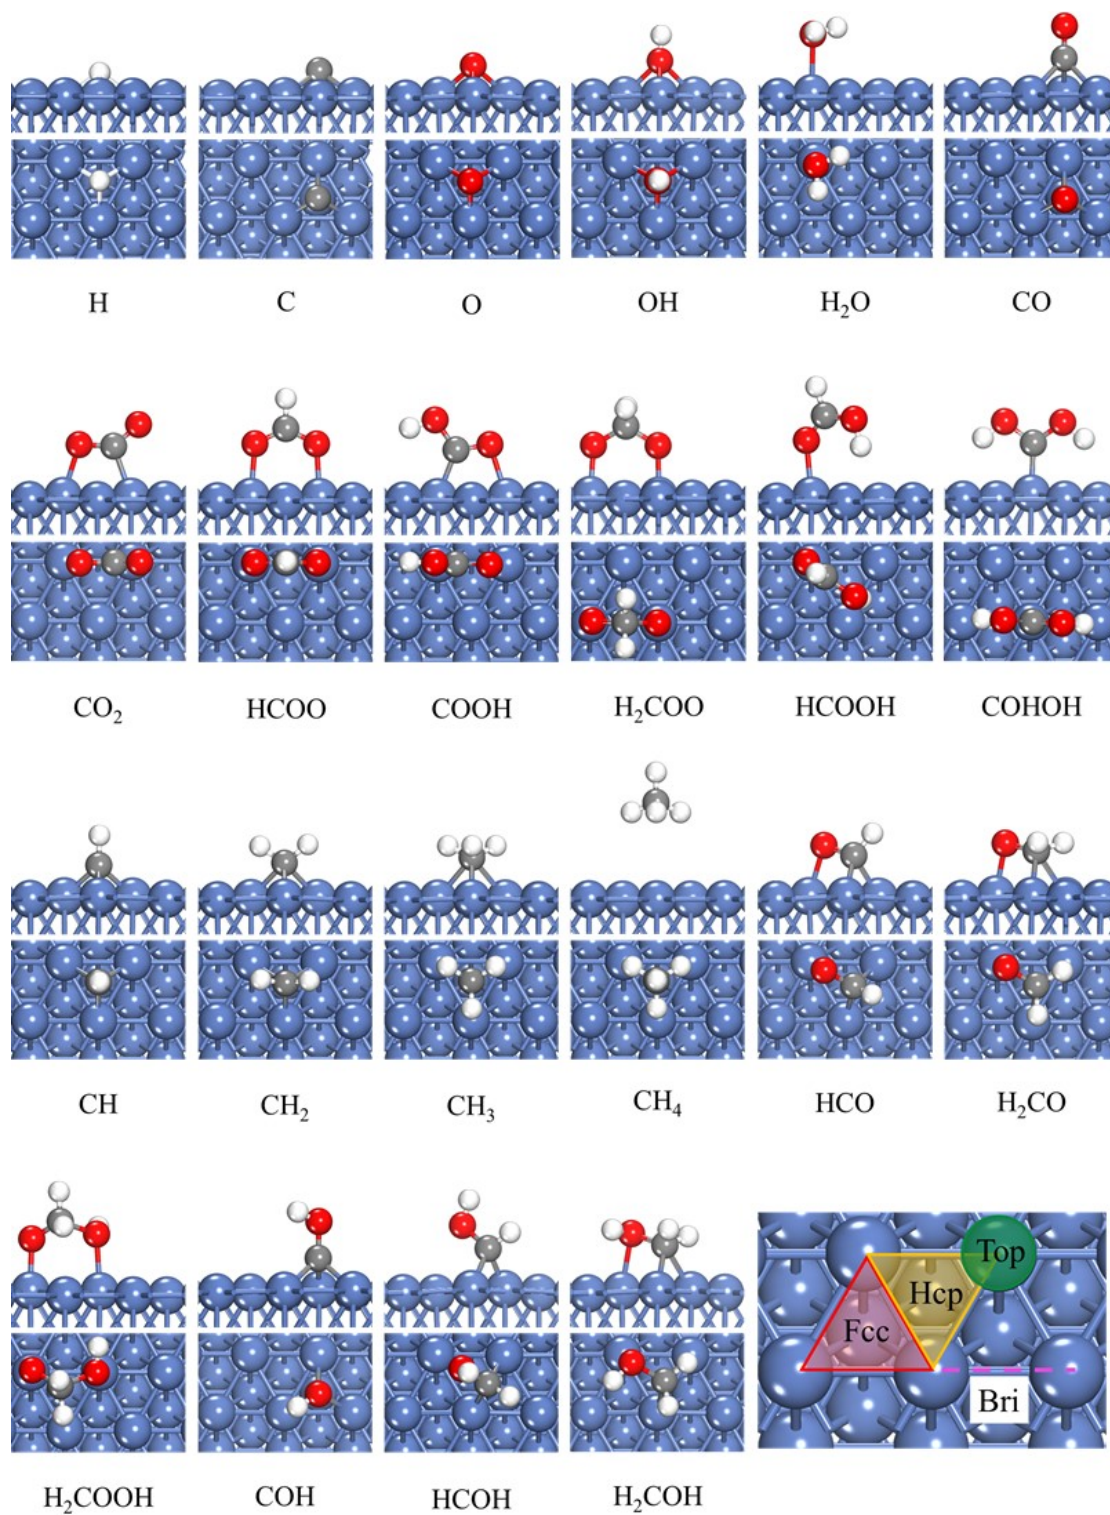 H C O OH H₂O CO
CO₂ HCOO COOH H₂COO HCOOH COHOH
CH CH₂ CH₃ CH₄ HCO H₂CO
Top
Hcp
Fcc
Bri
H₂COOH COH HCOH H₂COH